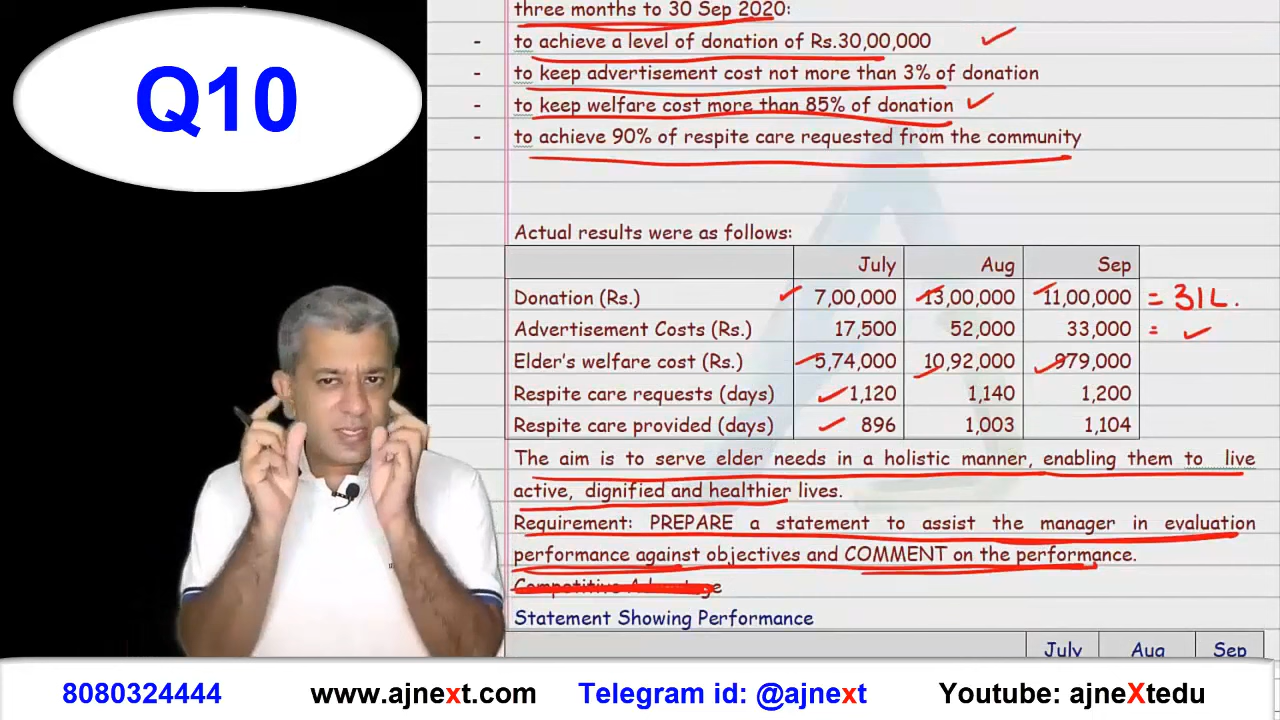 Q10
three months to 30 Sep 2020:
- to achieve a level of donation of Rs.30,00,000
- to keep advertisement cost not more than 3% of donation
- to keep welfare cost more than 85% of donation
- to achieve 90% of respite care requested from the community
Actual results were as follows:
July Aug Sep
Donation (Rs.) 7,00,000 13,00,000 11,00,000 = 31L.
Advertisement Costs (Rs.) 17,500 52,000 33,000 =
Elder's welfare cost (Rs.) 5,74,000 10,92,000 979,000
Respite care requests (days) 1,120 1,140 1,200
Respite care provided (days) 896 1,003 1,104
The aim is to serve elder needs in a holistic manner, enabling them to live
active, dignified and healthier lives.
Requirement: PREPARE a statement to assist the manager in evaluation
performance against objectives and COMMENT on the performance.
Competitive Advantage
Statement Showing Performance
July Aug Sep
8080324444 www.ajnext.com Telegram id: @ajnext Youtube: ajneXtedu